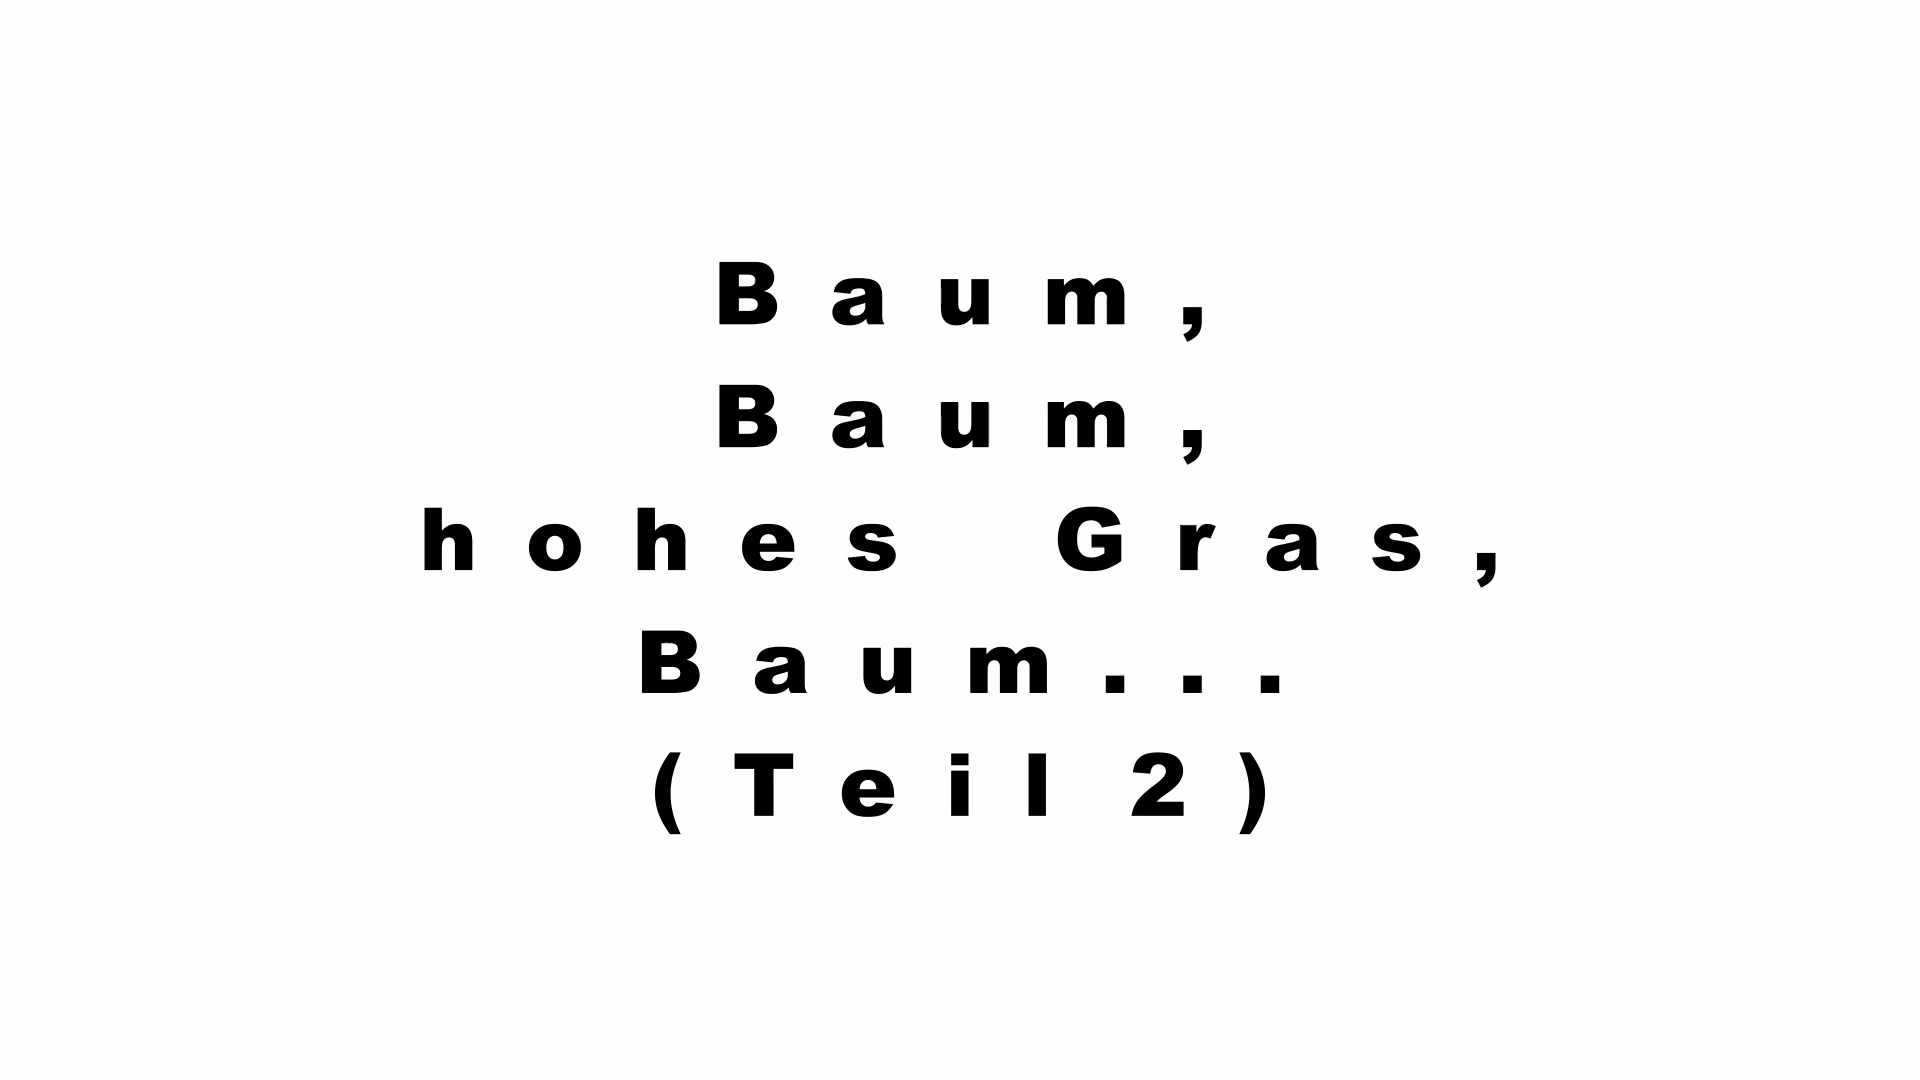 Baum,
Baum,
hohes Gras,
Baum...
(Teil 2)